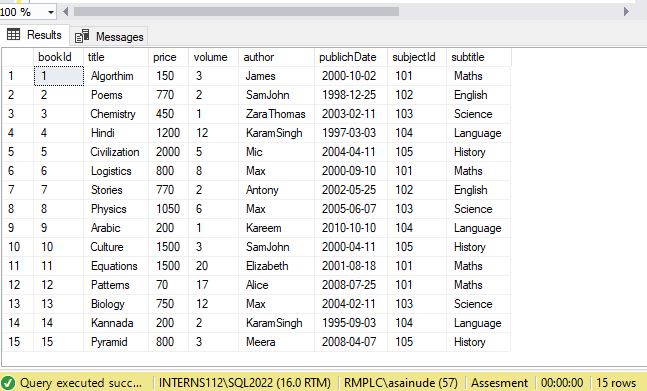 100 %
Results Messages
bookId title price volume author publichDate subjectId subtitle
1 1 Algorthim 150 3 James 2000-10-02 101 Maths
2 2 Poems 770 2 SamJohn 1998-12-25 102 English
3 3 Chemistry 450 1 ZaraThomas 2003-02-11 103 Science
4 4 Hindi 1200 12 KaramSingh 1997-03-03 104 Language
5 5 Civilization 2000 5 Mic 2004-04-11 105 History
6 6 Logistics 800 8 Max 2000-09-10 101 Maths
7 7 Stories 770 2 Antony 2002-05-25 102 English
8 8 Physics 1050 6 Max 2005-06-07 103 Science
9 9 Arabic 200 1 Kareem 2010-10-10 104 Language
10 10 Culture 1500 3 SamJohn 2000-04-11 105 History
11 11 Equations 1500 20 Elizabeth 2001-08-18 101 Maths
12 12 Patterns 70 17 Alice 2008-07-25 101 Maths
13 13 Biology 750 12 Max 2004-02-11 103 Science
14 14 Kannada 200 2 KaramSingh 1995-09-03 104 Language
15 15 Pyramid 800 3 Meera 2008-04-07 105 History
Query executed succ... INTERNS112\SQL2022 (16.0 RTM) RMPLC\asainude (57) Assesment 00:00:00 15 rows